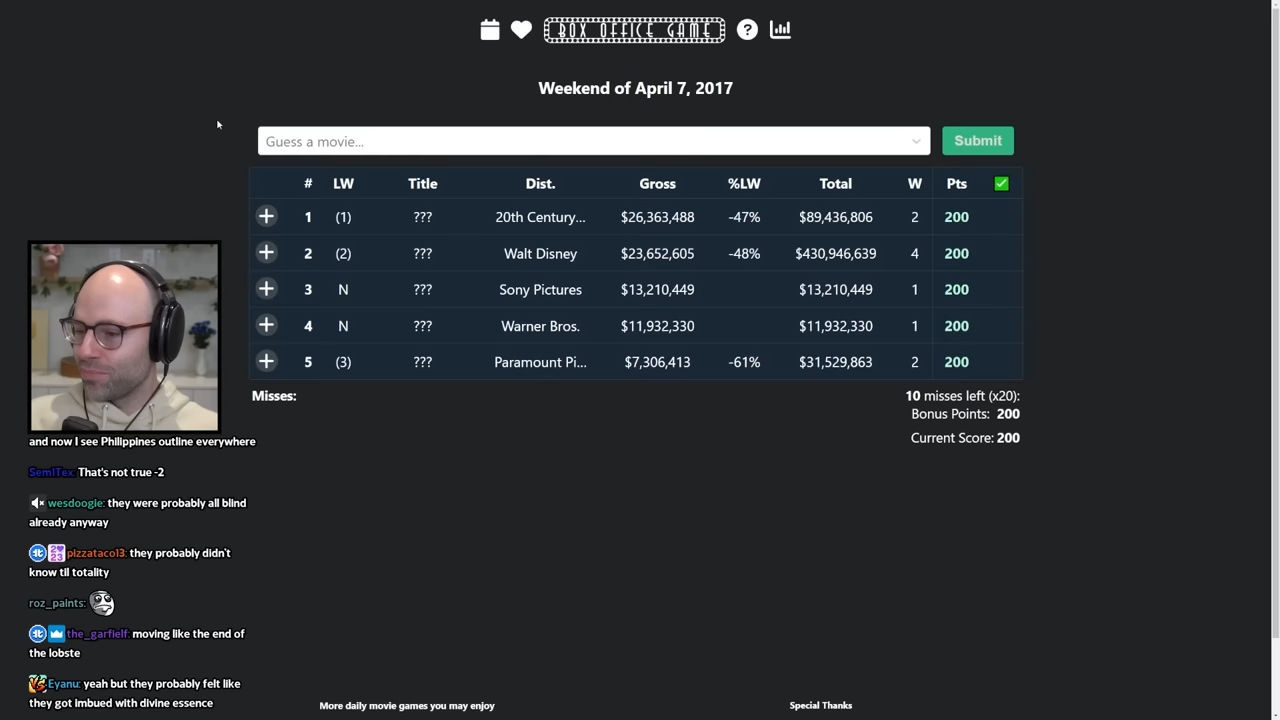 BOX OFFICE GAME
Weekend of April 7, 2017
Guess a movie...
Submit
# LW Title Dist. Gross %LW Total W Pts
1 (1) ??? 20th Century... $26,363,488 -47% $89,436,806 2 200
2 (2) ??? Walt Disney $23,652,605 -48% $430,946,639 4 200
3 N ??? Sony Pictures $13,210,449 $13,210,449 1 200
4 N ??? Warner Bros. $11,932,330 $11,932,330 1 200
5 (3) ??? Paramount Pi... $7,306,413 -61% $31,529,863 2 200
Misses:
10 misses left (x20):
Bonus Points: 200
Current Score: 200
and now I see Philippines outline everywhere
SemITex: That's not true -2
wesdoogie: they were probably all blind
already anyway
pizzataco13: they probably didn't
know til totality
roz_paints:
the_garfielf: moving like the end of
the lobste
Eyanu: yeah but they probably felt like
they got imbued with divine essence
More daily movie games you may enjoy
Special Thanks